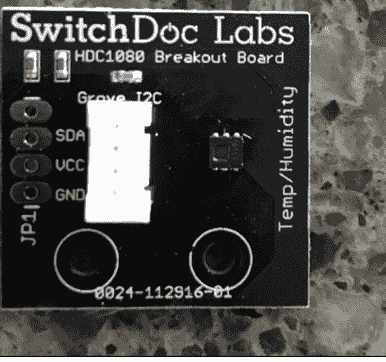 SwitchDoc Labs
HDC1080 Breakout Board
Grove I2C
SDA
VCC
GND
JP1
Temp/Humidity
0024-112916-01